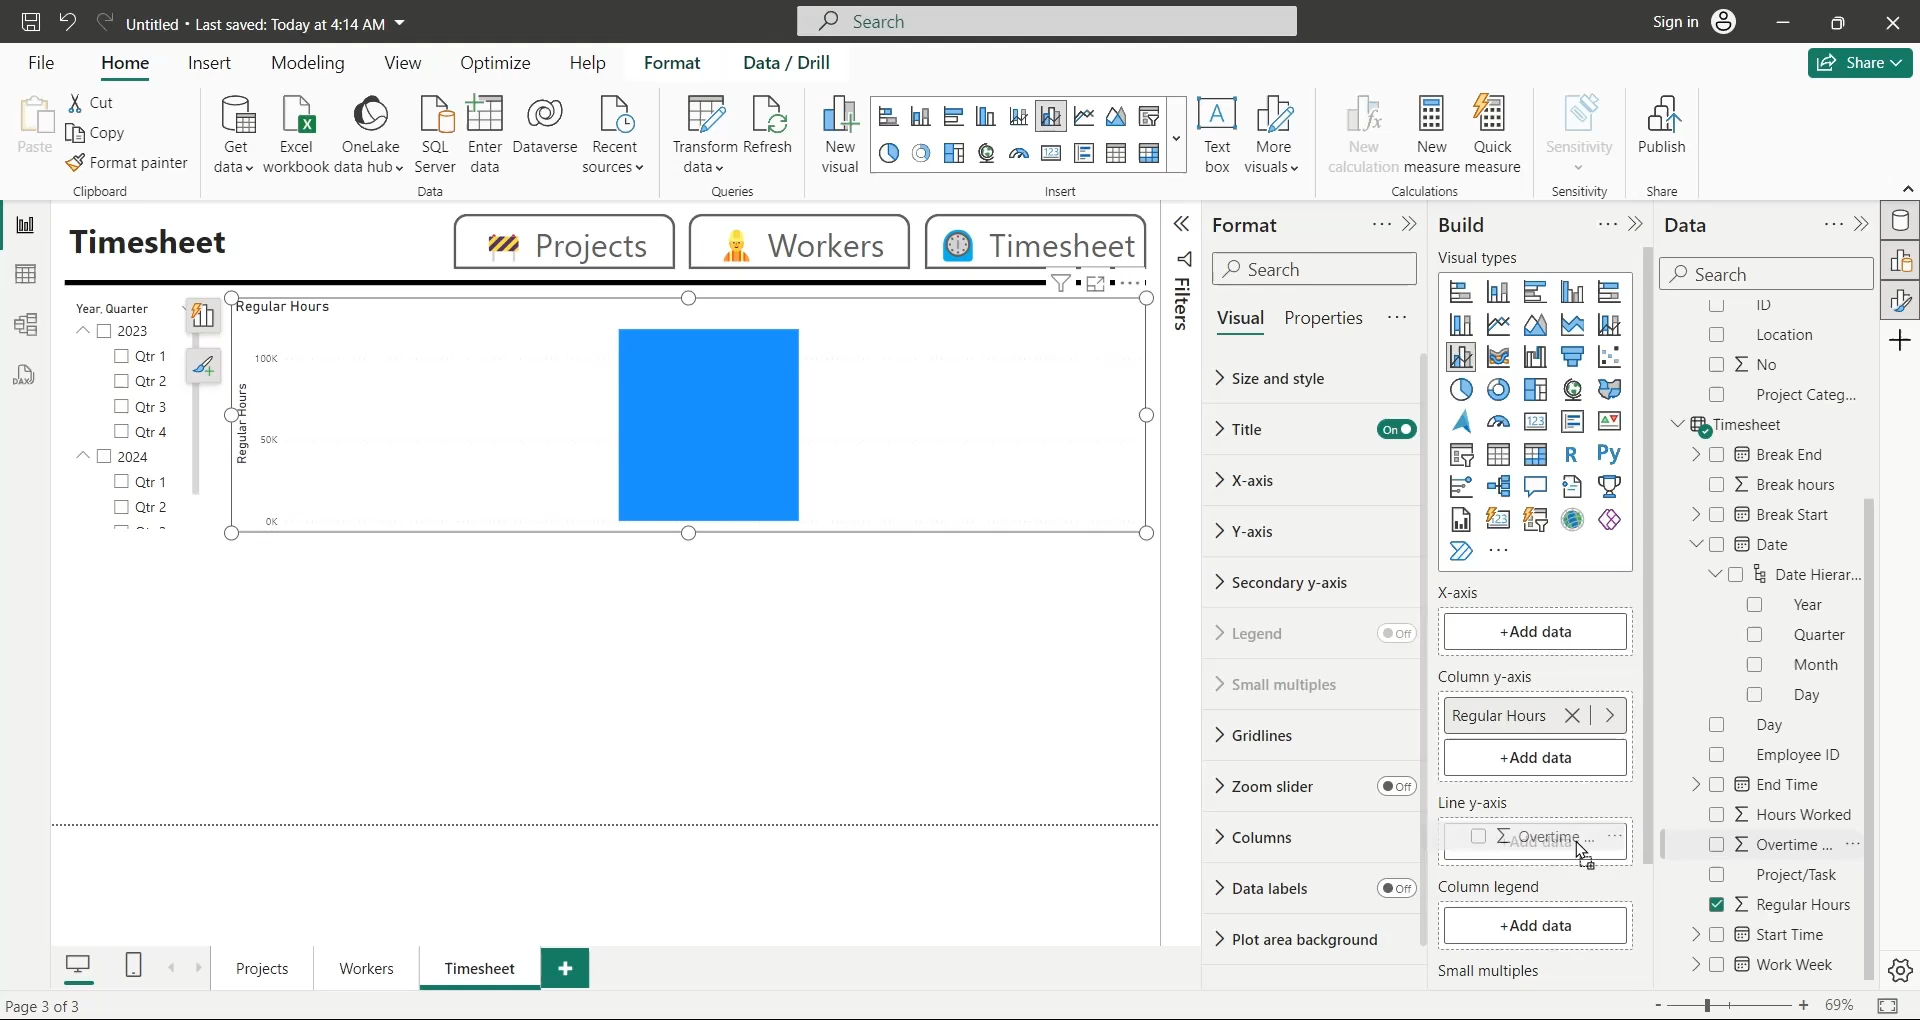 Untitled • Last saved: Today at 4:14 AM
Search
Sign in
File
Home
Insert
Modeling
View
Optimize
Help
Format
Data / Drill
Share
Paste
Cut
Copy
Format painter
Clipboard
Get data
Excel workbook
OneLake data hub
SQL Server
Enter data
Dataverse
Recent sources
Data
Transform data
Refresh
Queries
New visual
Text box
More visuals
Insert
New calculation
New measure
Quick measure
Calculations
Sensitivity
Sensitivity
Publish
Share
Timesheet
Projects
Workers
Timesheet
Year, Quarter
2023
Qtr 1
Qtr 2
Qtr 3
Qtr 4
2024
Qtr 1
Qtr 2
Regular Hours
Regular Hours
100K
50K
0K
Filters
Format
Search
Visual
Properties
Size and style
Title
On
X-axis
Y-axis
Secondary y-axis
Legend
Off
Small multiples
Gridlines
Zoom slider
Off
Columns
Data labels
Off
Plot area background
Build
Visual types
R
Py
X-axis
+Add data
Column y-axis
Regular Hours
+Add data
Line y-axis
+Add data
Σ Overtime ...
Column legend
+Add data
Small multiples
Data
Search
ID
Location
Σ No
Project Categ...
Timesheet
Break End
Σ Break hours
Break Start
Date
Date Hierar...
Year
Quarter
Month
Day
Day
Employee ID
End Time
Σ Hours Worked
Σ Overtime ...
Project/Task
Σ Regular Hours
Start Time
Work Week
Projects
Workers
Timesheet
+
Page 3 of 3
- + 69%